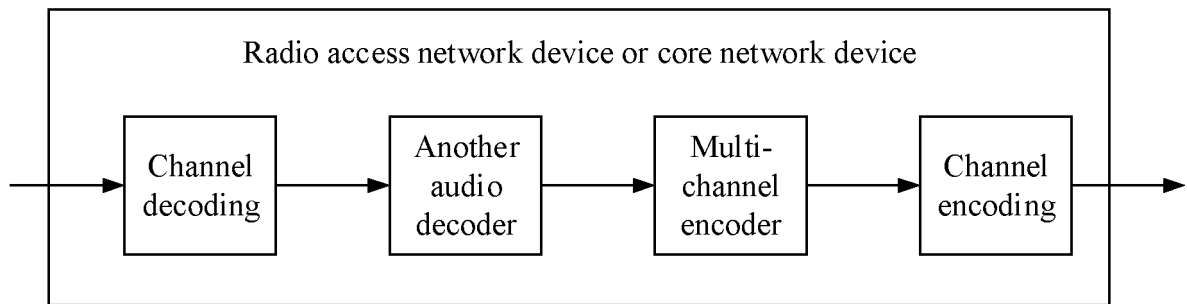 Radio access network device or core network device
Channel
decoding
Another
audio
decoder
Multi-
channel
encoder
Channel
encoding